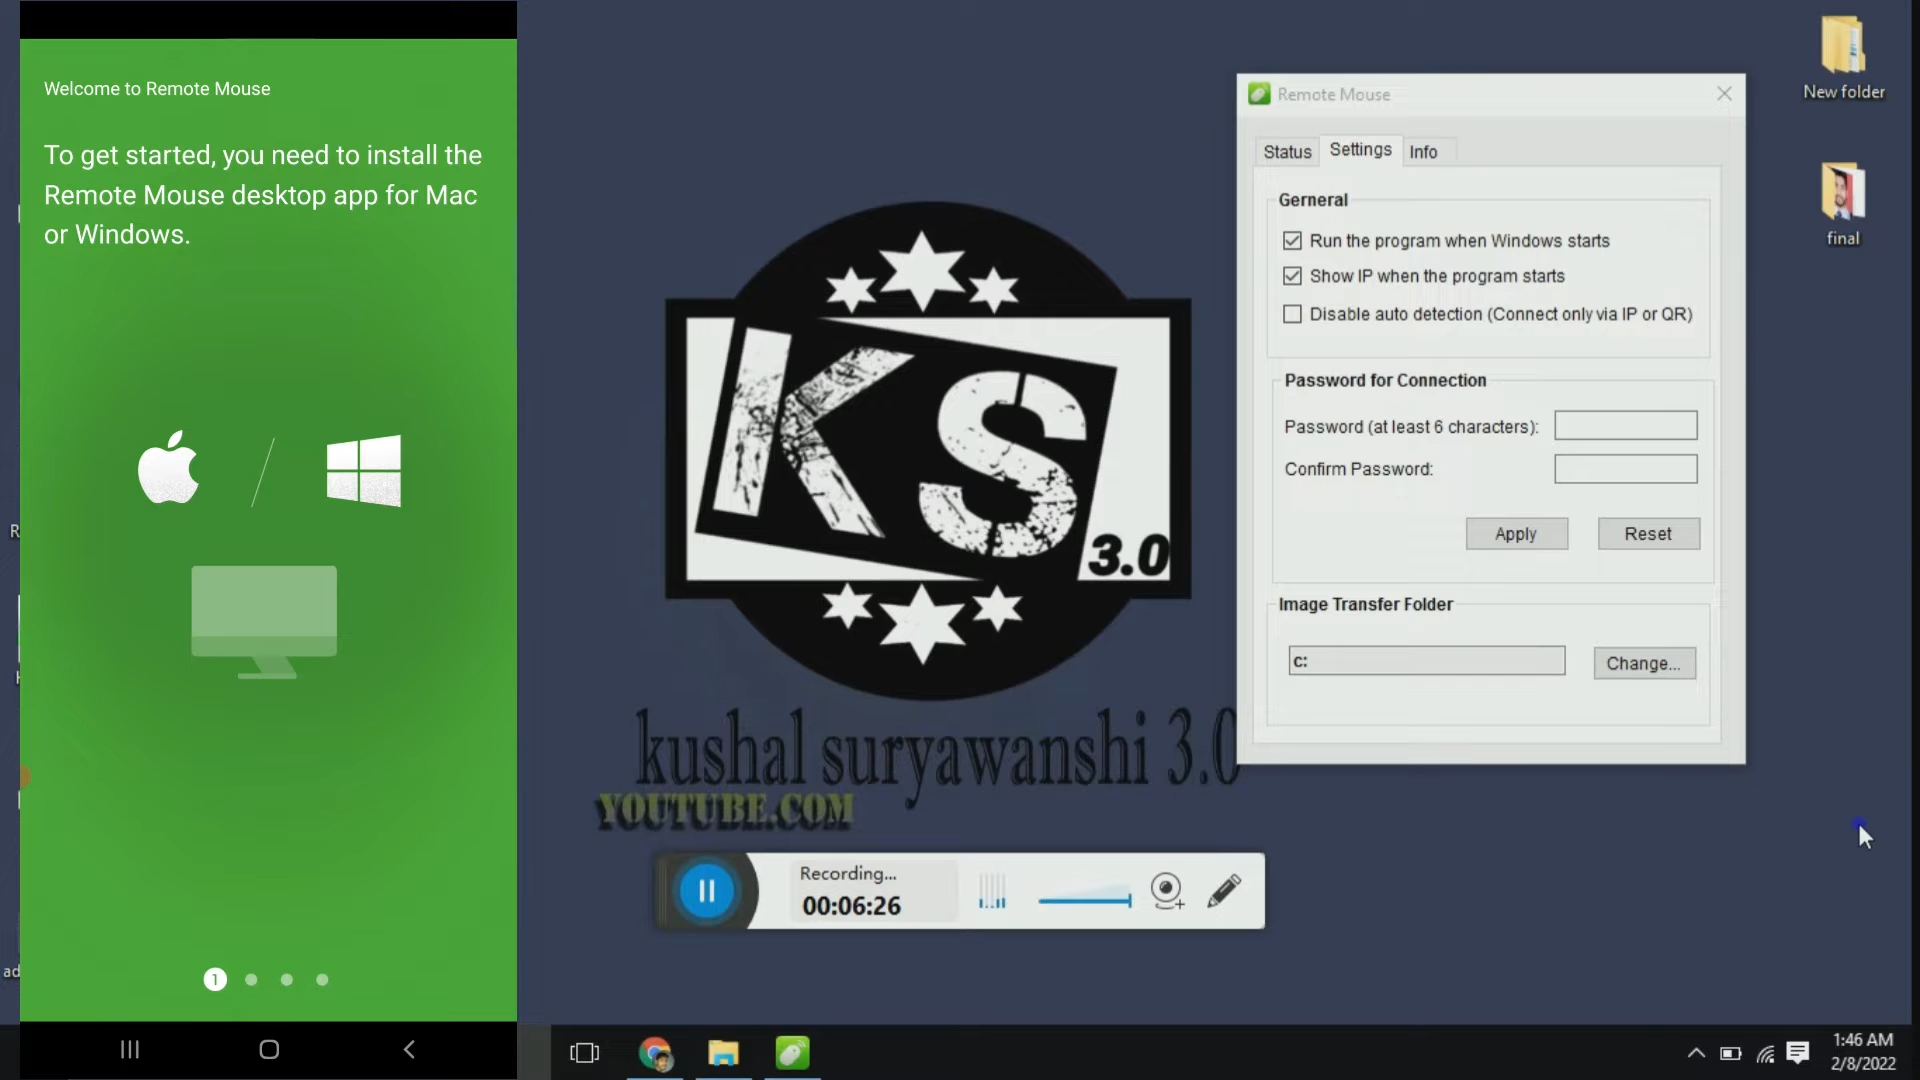 Welcome to Remote Mouse
To get started, you need to install the
Remote Mouse desktop app for Mac
or Windows.
1
KS
3.0
kushal suryawanshi 3.0
YOUTUBE.COM
Recording...
00:06:26
Remote Mouse
Status
Settings
Info
Gerneral
Run the program when Windows starts
Show IP when the program starts
Disable auto detection (Connect only via IP or QR)
Password for Connection
Password (at least 6 characters):
Confirm Password:
Apply
Reset
Image Transfer Folder
c:
Change...
New folder
final
1:46 AM
2/8/2022